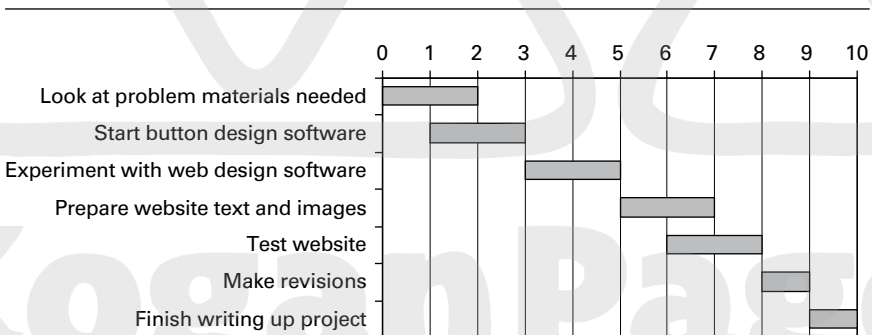 0 1 2 3 4 5 6 7 8 9 10
Look at problem materials needed
Start button design software
Experiment with web design software
Prepare website text and images
Test website
Make revisions
Finish writing up project
KoganPage